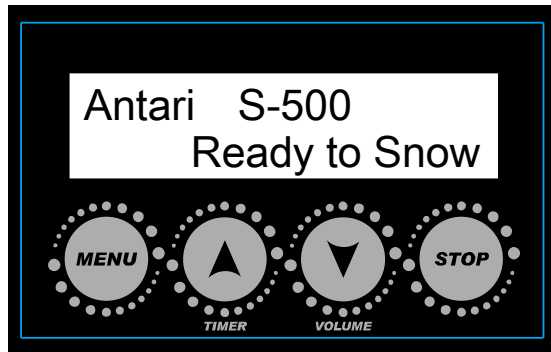 Antari S-500
Ready to Snow
MENU
STOP
TIMER
VOLUME